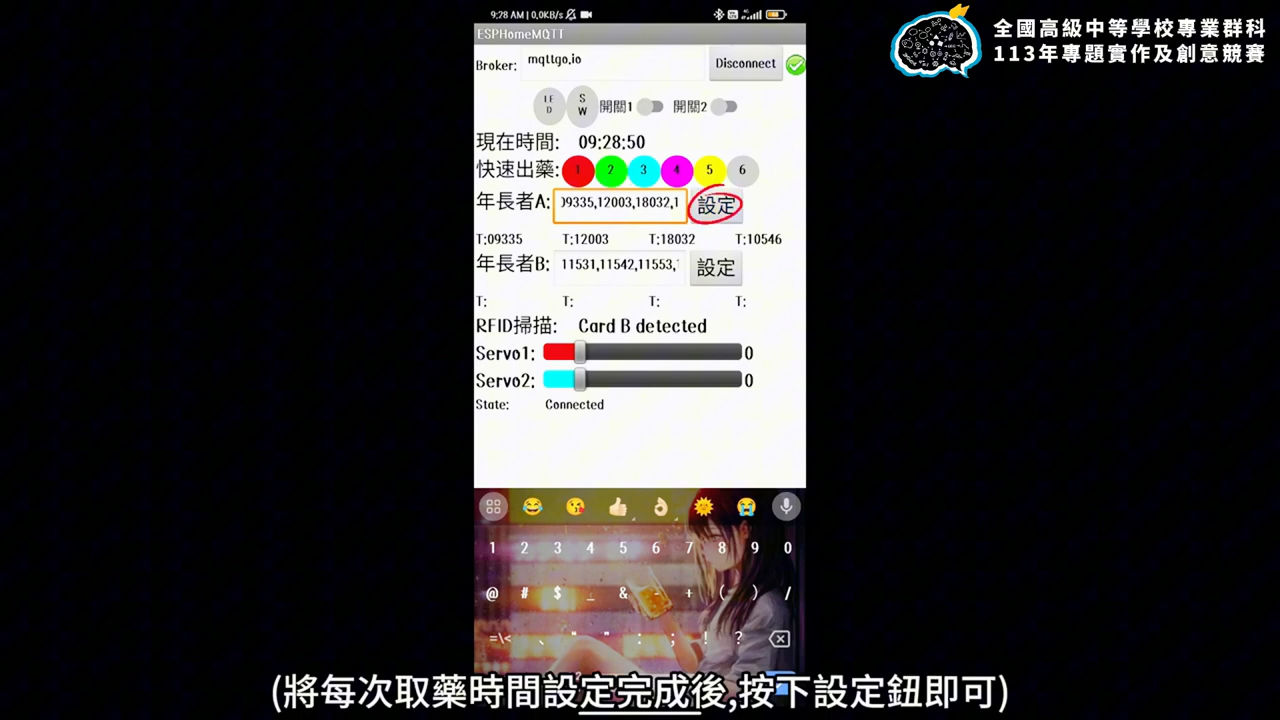 9:28 AM | 0.0KB/s
全國高級中等學校專業群科
113年專題實作及創意競賽
ESPHomeMQTT
Broker: mqttgo.io Disconnect
LED SW 開關1 開關2
現在時間: 09:28:50
快速出藥: 1 2 3 4 5 6
年長者A: 09335,12003,18032,1 設定
T:09335 T:12003 T:18032 T:10546
年長者B: 11531,11542,11553, 設定
T: T: T: T:
RFID掃描: Card B detected
Servo1: 0
Servo2: 0
State: Connected
1 2 3 4 5 6 7 8 9 0
@ # $ _ & - + ( ) /
=\< 、 " " : ; ! ?
(將每次取藥時間設定完成後,按下設定鈕即可)